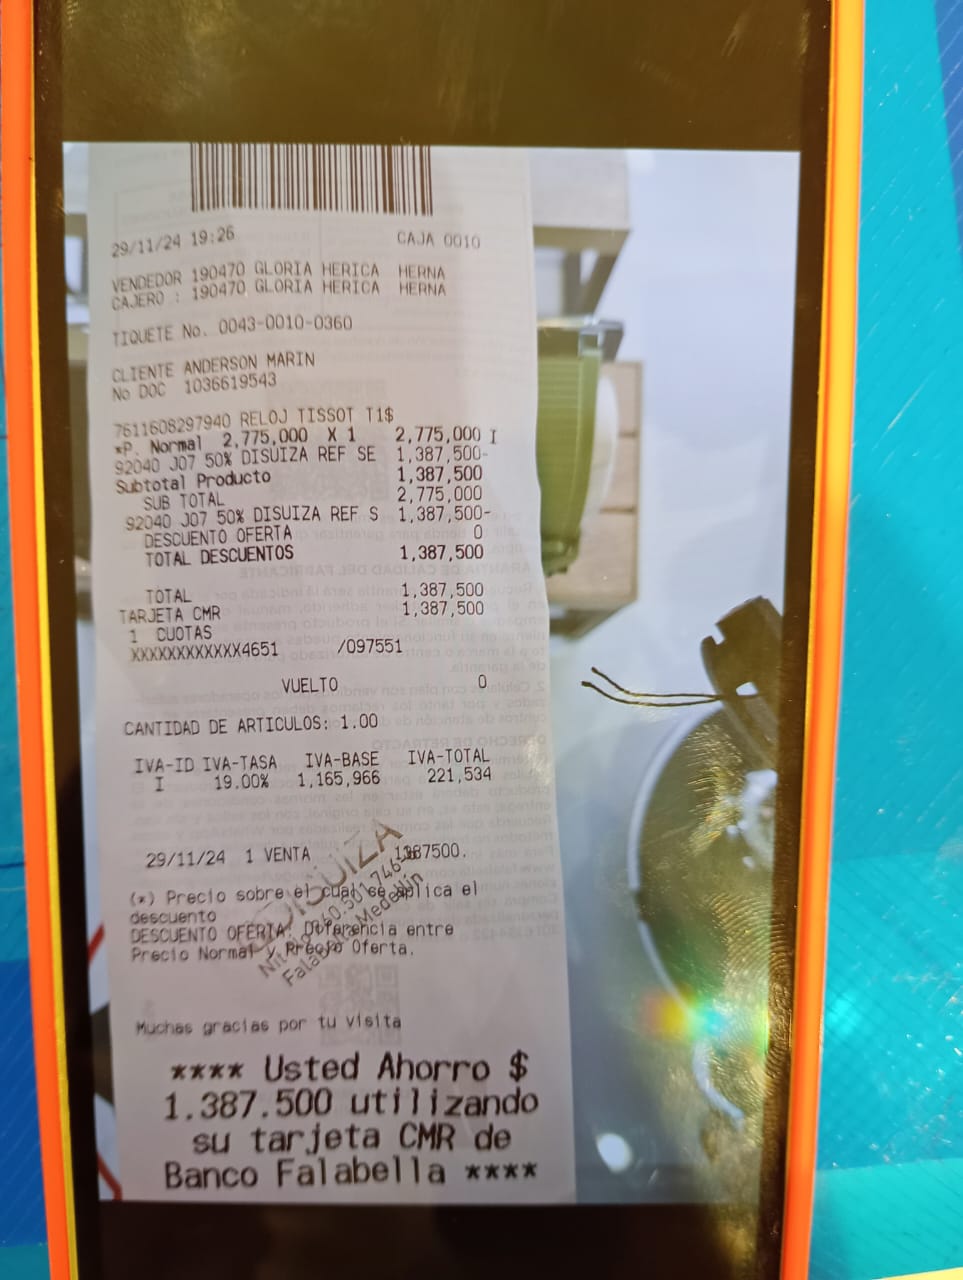 29/11/24 19:26 CAJA 0010
VENDEDOR 190470 GLORIA HERICA HERNA
CAJERO : 190470 GLORIA HERICA HERNA
TIQUETE No. 0043-0010-0360
CLIENTE ANDERSON MARIN
No DOC 1036619543
7611608297940 RELOJ TISSOT T1$
*P. Normal 2,775,000 X 1 2,775,000 I
92040 J07 50% DISUIZA REF SE 1,387,500-
Subtotal Producto 1,387,500
SUB TOTAL 2,775,000
92040 J07 50% DISUIZA REF S 1,387,500-
DESCUENTO OFERTA 0
TOTAL DESCUENTOS 1,387,500
TOTAL 1,387,500
TARJETA CMR 1,387,500
1 CUOTAS
XXXXXXXXXXXX4651 /097551
VUELTO 0
CANTIDAD DE ARTICULOS: 1.00
IVA-ID IVA-TASA IVA-BASE IVA-TOTAL
I 19.00% 1,165,966 221,534
29/11/24 1 VENTA 1387500.
DISUIZA
(*) Precio sobre el cual se aplica el
descuento
DESCUENTO OFERTA: Diferencia entre
Precio Normal y Precio Oferta.
Muchas gracias por tu visita
**** Usted Ahorro $
1.387.500 utilizando
su tarjeta CMR de
Banco Falabella ****